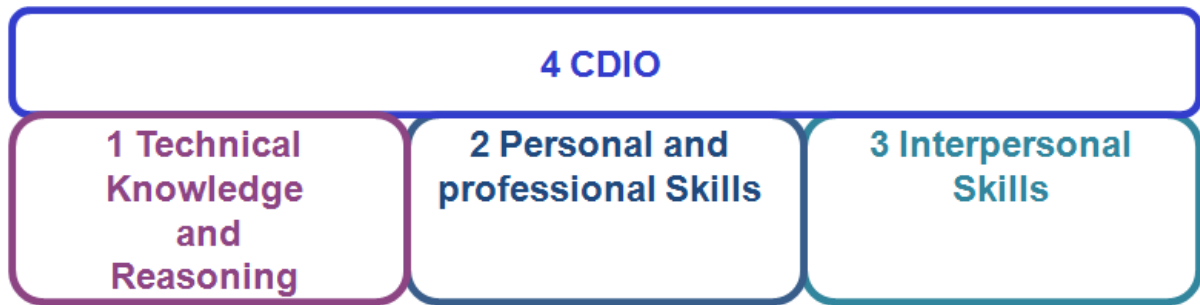 4 CDIO
1 Technical
Knowledge
and
Reasoning
2 Personal and
professional Skills
3 Interpersonal
Skills